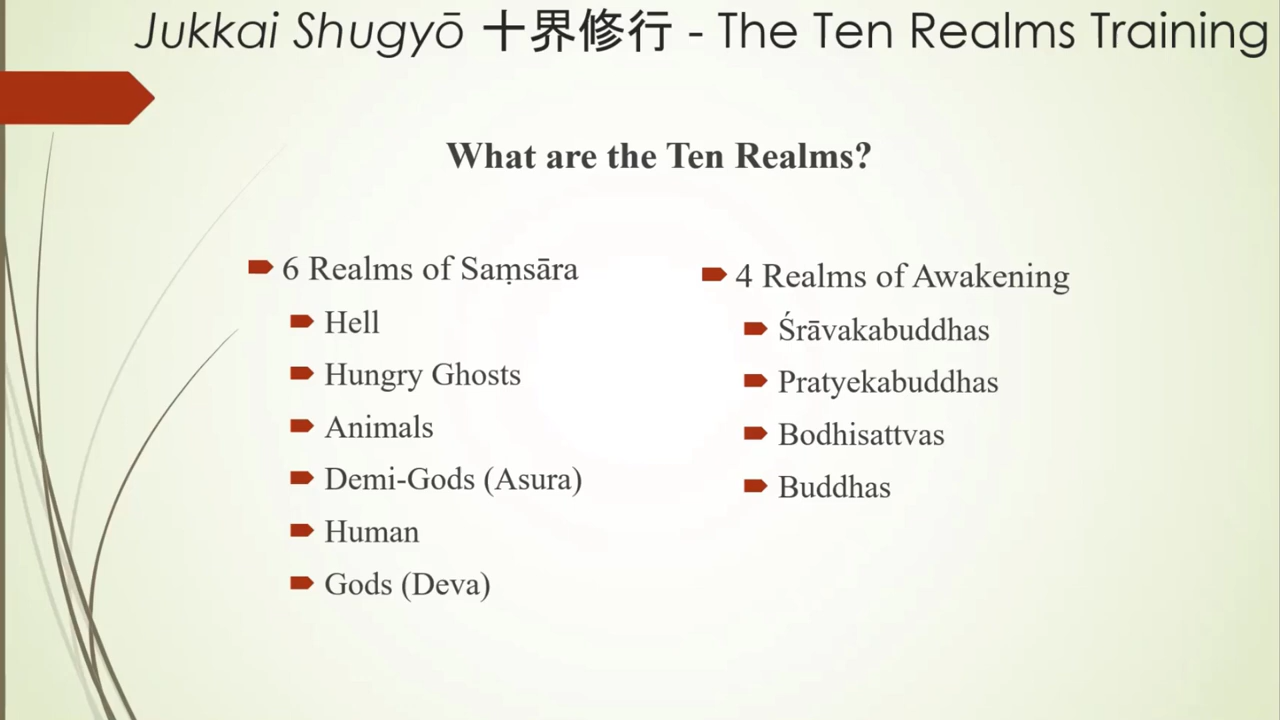 Jukkai Shugyō 十界修行 - The Ten Realms Training
What are the Ten Realms?
6 Realms of Saṃsāra
Hell
Hungry Ghosts
Animals
Demi-Gods (Asura)
Human
Gods (Deva)
4 Realms of Awakening
Śrāvakabuddhas
Pratyekabuddhas
Bodhisattvas
Buddhas